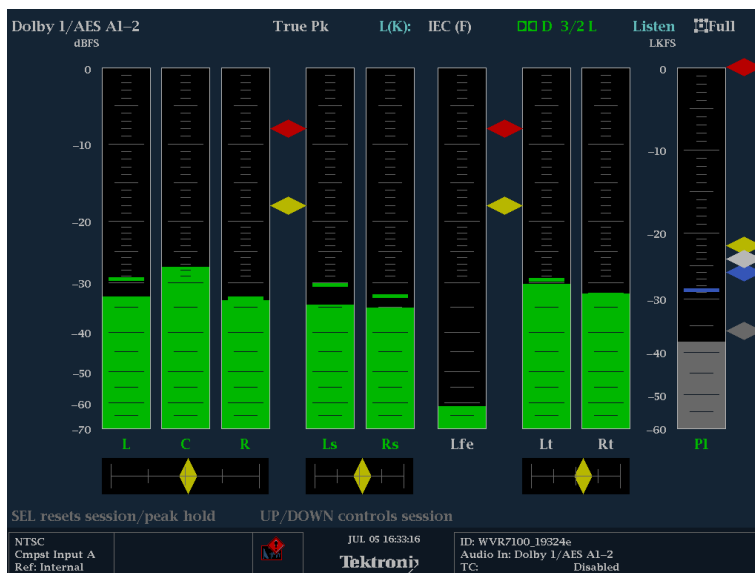 Dolby 1/AES A1–2 True Pk L(K): IEC (F) D 3/2 L Listen Full
dBFS LKFS
0 0
–10 –10
–20 –20
–30 –30
–40 –40
–50 –50
–60
–70 –60
L C R Ls Rs Lfe Lt Rt P1
SEL resets session/peak hold UP/DOWN controls session
NTSC
Cmpst Input A
Ref: Internal
JUL 05 16:33:16
Tektronix
ID: WVR7100_19324e
Audio In: Dolby 1/AES A1–2
TC: Disabled